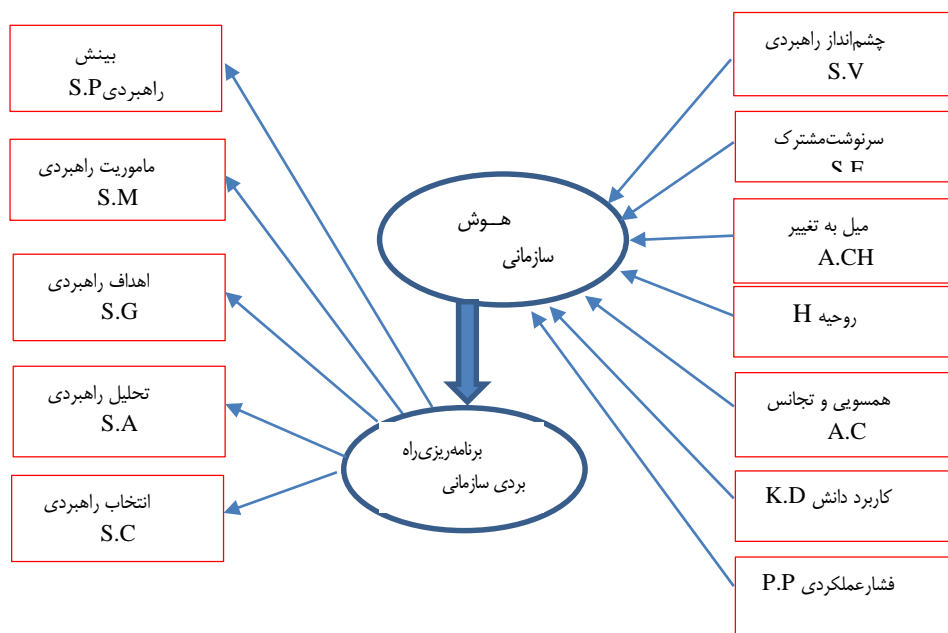 چشم‌انداز راهبردی
S.V
سرنوشت‌مشترک
میل به تغییر
A.CH
روحیه H
همسویی و تجانس
A.C
کاربرد دانش K.D
فشارعملکردی P.P
هــوش
سازمانی
برنامه‌ریزی‌راه
بردی سازمانی
بینش
راهبردیS.P
ماموریت راهبردی
S.M
اهداف راهبردی
S.G
تحلیل راهبردی
S.A
انتخاب راهبردی
S.C